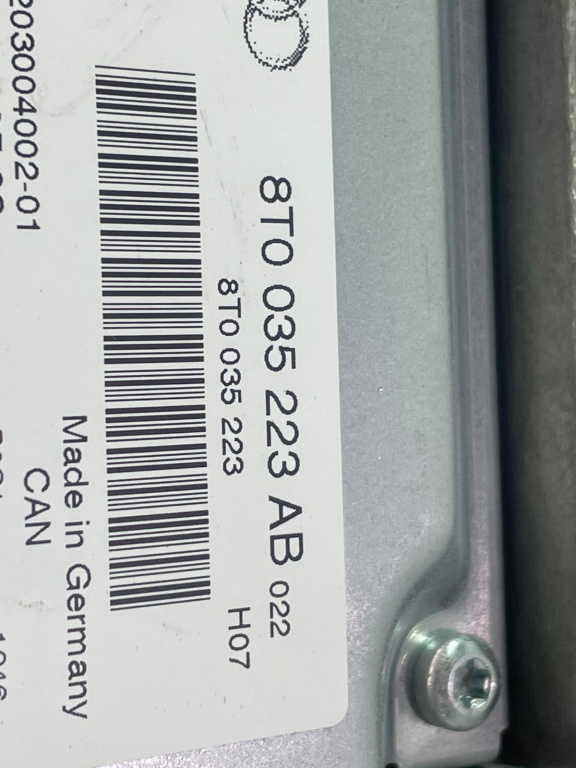 8T0 035 223 AB 022
8T0 035 223 H07
Made in Germany
CAN
203004002-01